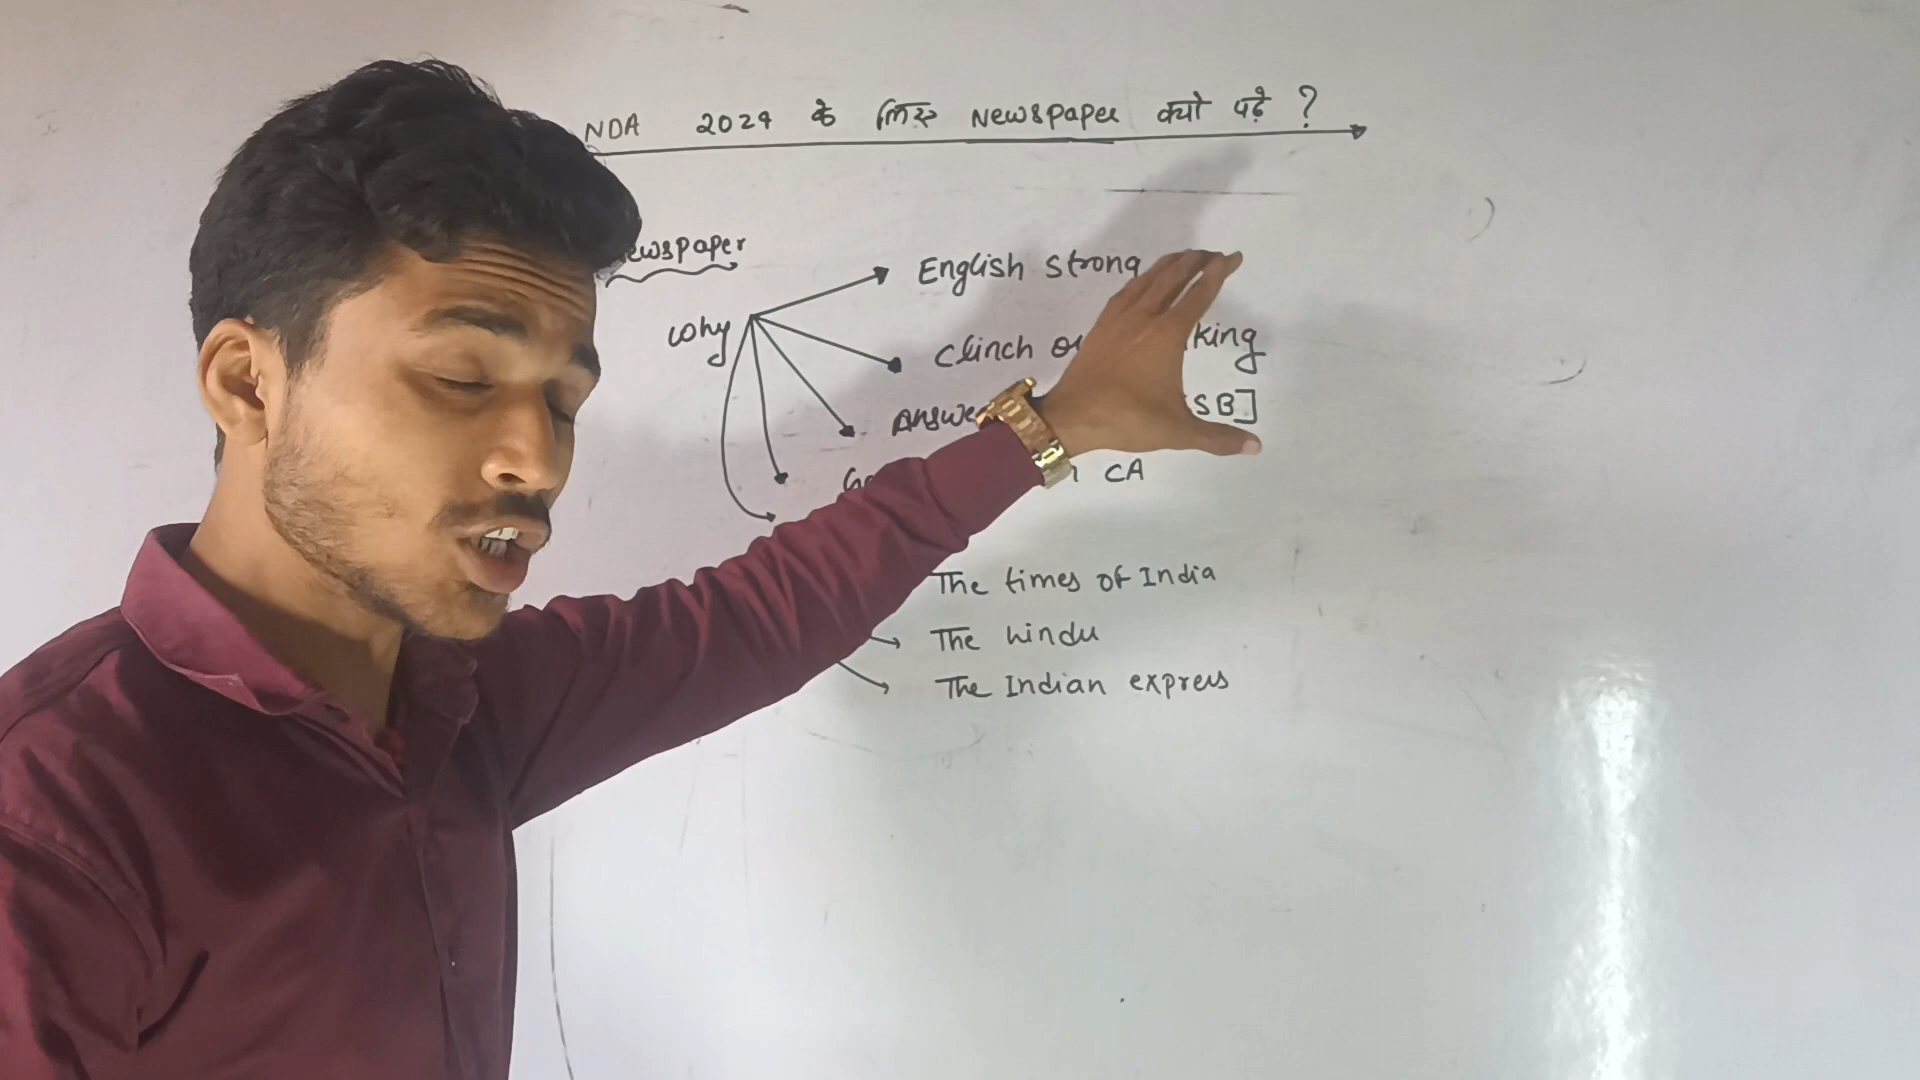 NDA 2024 के लिए Newspaper क्यो पढ़े ?
ewspaper
why
English strong
Clinch king
Answe SB]
CA
The times of India
The hindu
The Indian express